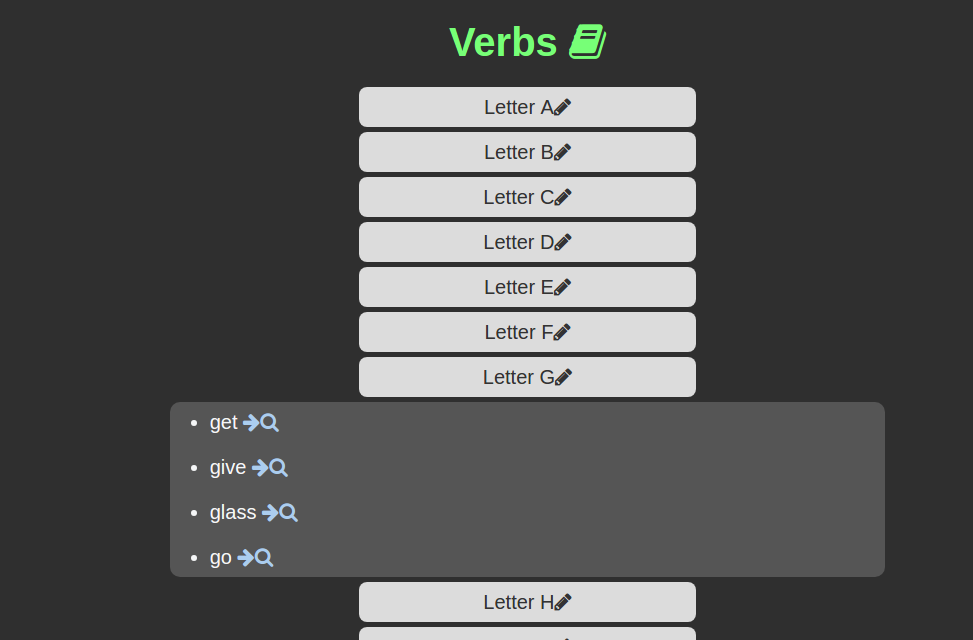 Verbs
Letter A
Letter B
Letter C
Letter D
Letter E
Letter F
Letter G
get
give
glass
go
Letter H